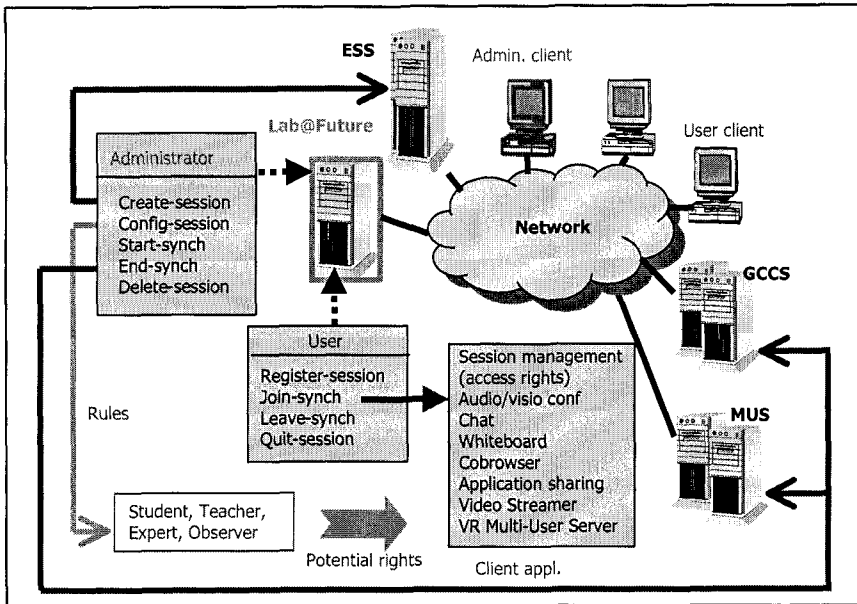 ESS
Admin. client
Lab@Future
User client
Administrator
Create-session
Config-session
Start-synch
End-synch
Delete-session
Network
GCCS
User
Register-session
Join-synch
Leave-synch
Quit-session
Session management
(access rights)
Audio/visio conf
Chat
Whiteboard
Cobrowser
Application sharing
Video Streamer
VR Multi-User Server
MUS
Rules
Student, Teacher,
Expert, Observer
Potential rights
Client appl.